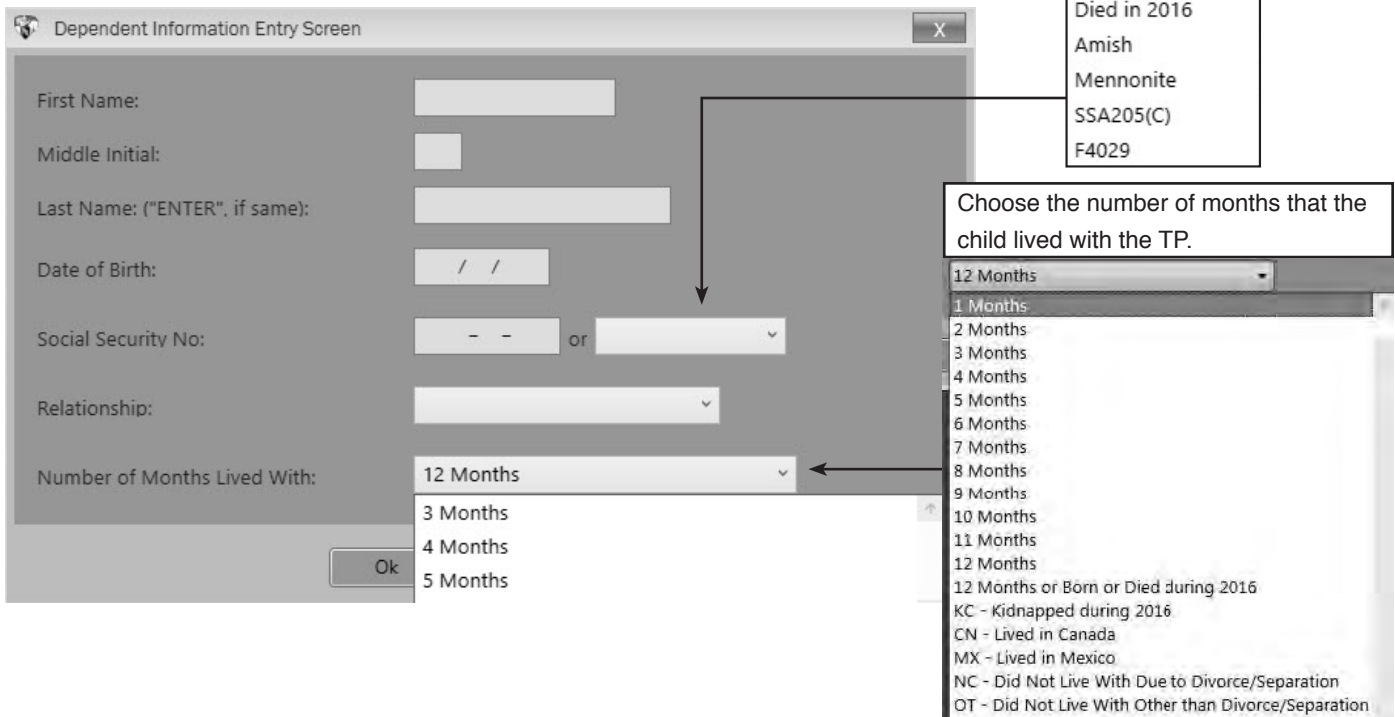 Dependent Information Entry Screen
X
First Name:
Middle Initial:
Last Name: ("ENTER", if same):
Date of Birth:
/ /
Social Security No:
- - or
Relationship:
Number of Months Lived With:
12 Months
3 Months
4 Months
5 Months
Ok
Died in 2016
Amish
Mennonite
SSA205(C)
F4029
Choose the number of months that the
child lived with the TP.
12 Months
1 Months
2 Months
3 Months
4 Months
5 Months
6 Months
7 Months
8 Months
9 Months
10 Months
11 Months
12 Months
12 Months or Born or Died during 2016
KC - Kidnapped during 2016
CN - Lived in Canada
MX - Lived in Mexico
NC - Did Not Live With Due to Divorce/Separation
OT - Did Not Live With Other than Divorce/Separation